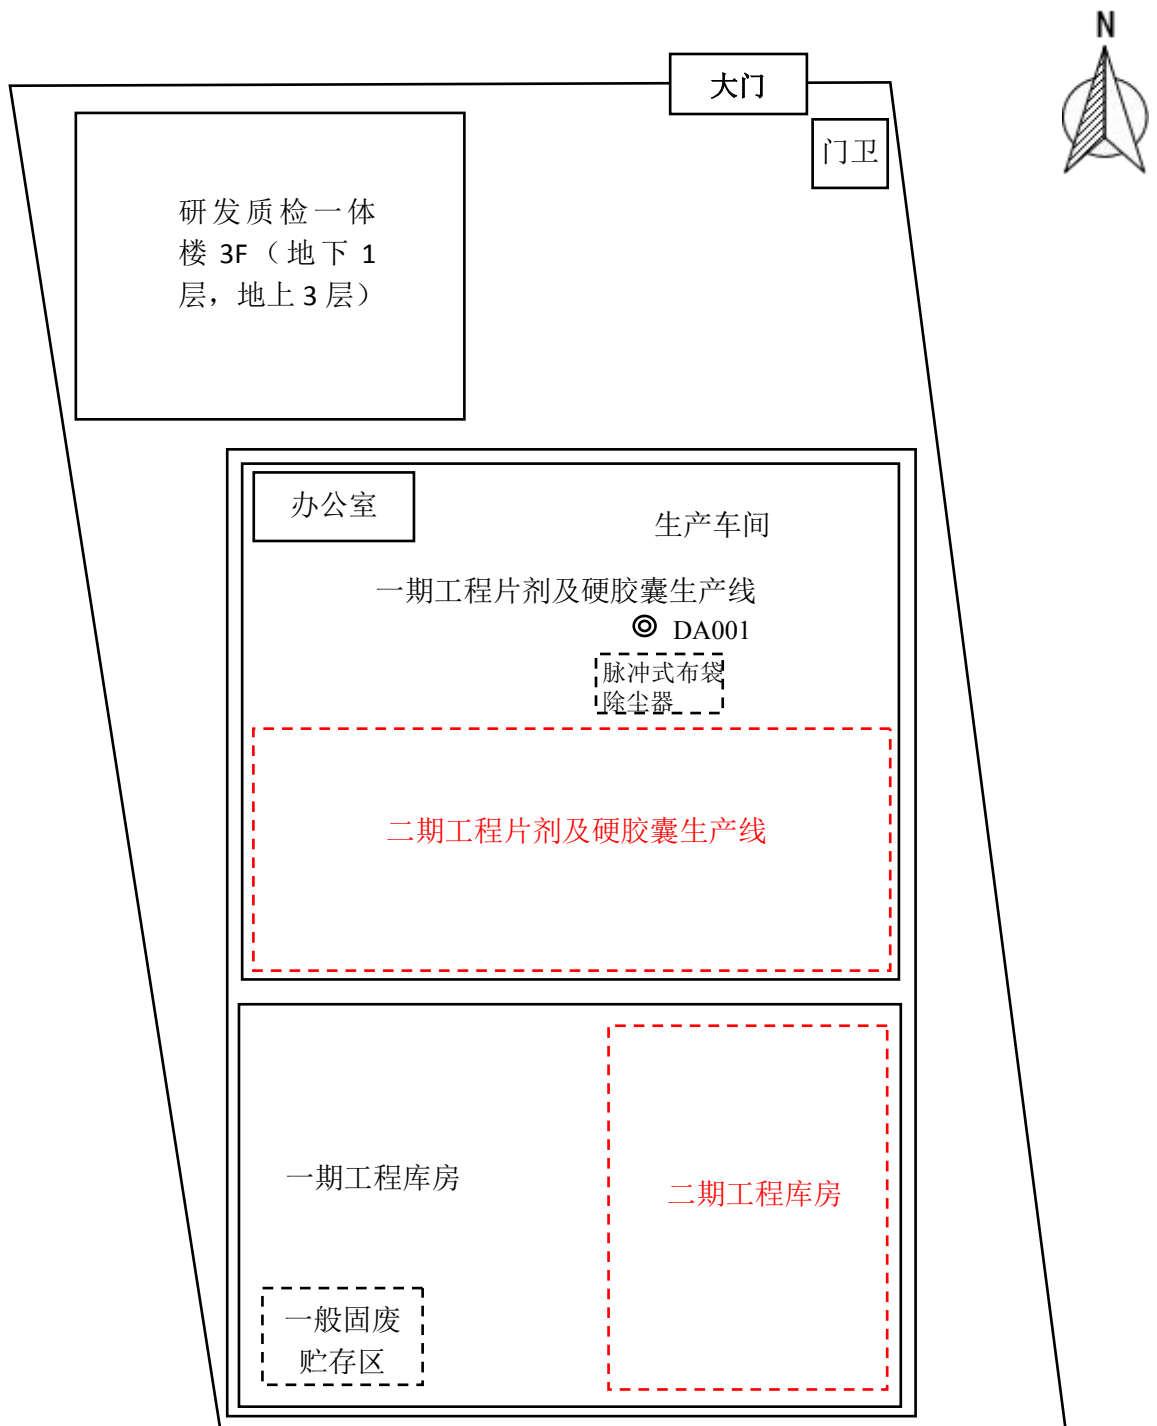 N
大门
门卫
研发质检一体
楼 3F（地下 1
层，地上 3 层）
办公室
生产车间
一期工程片剂及硬胶囊生产线
DA001
脉冲式布袋
除尘器
二期工程片剂及硬胶囊生产线
一期工程库房
二期工程库房
一般固废
贮存区